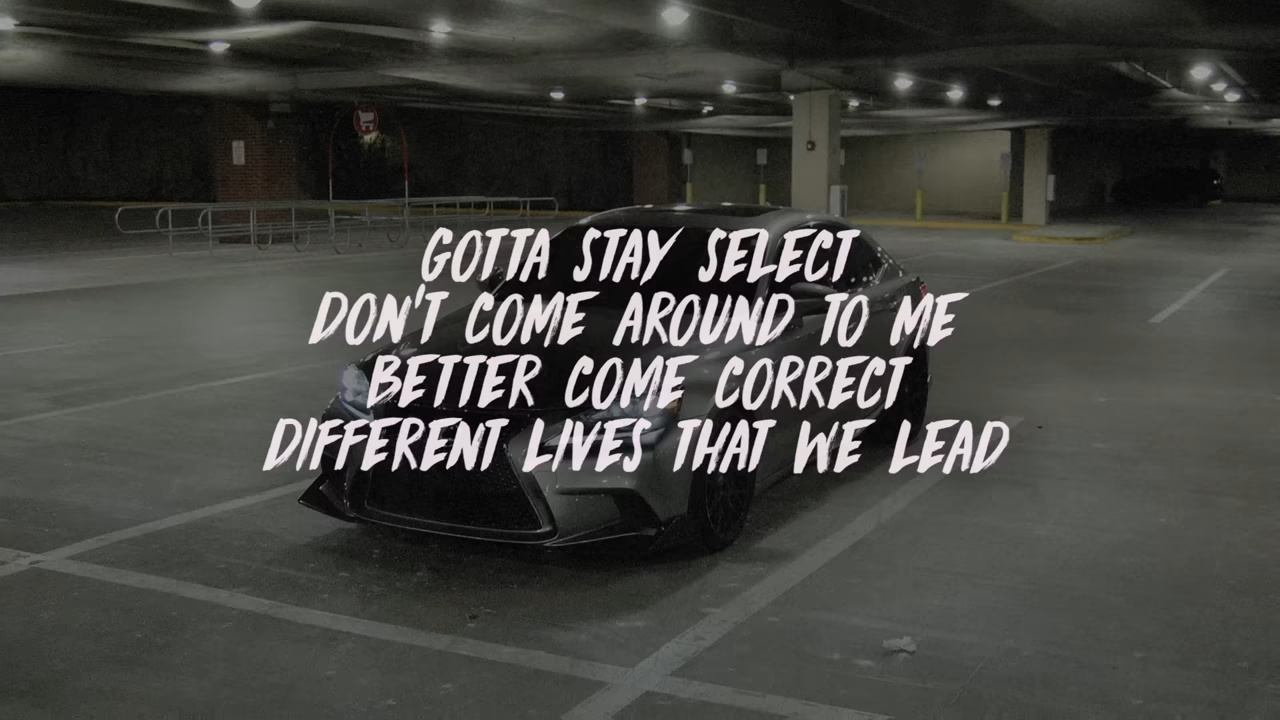 GOTTA STAY SELECT
DON'T COME AROUND TO ME
BETTER COME CORRECT
DIFFERENT LIVES THAT WE LEAD